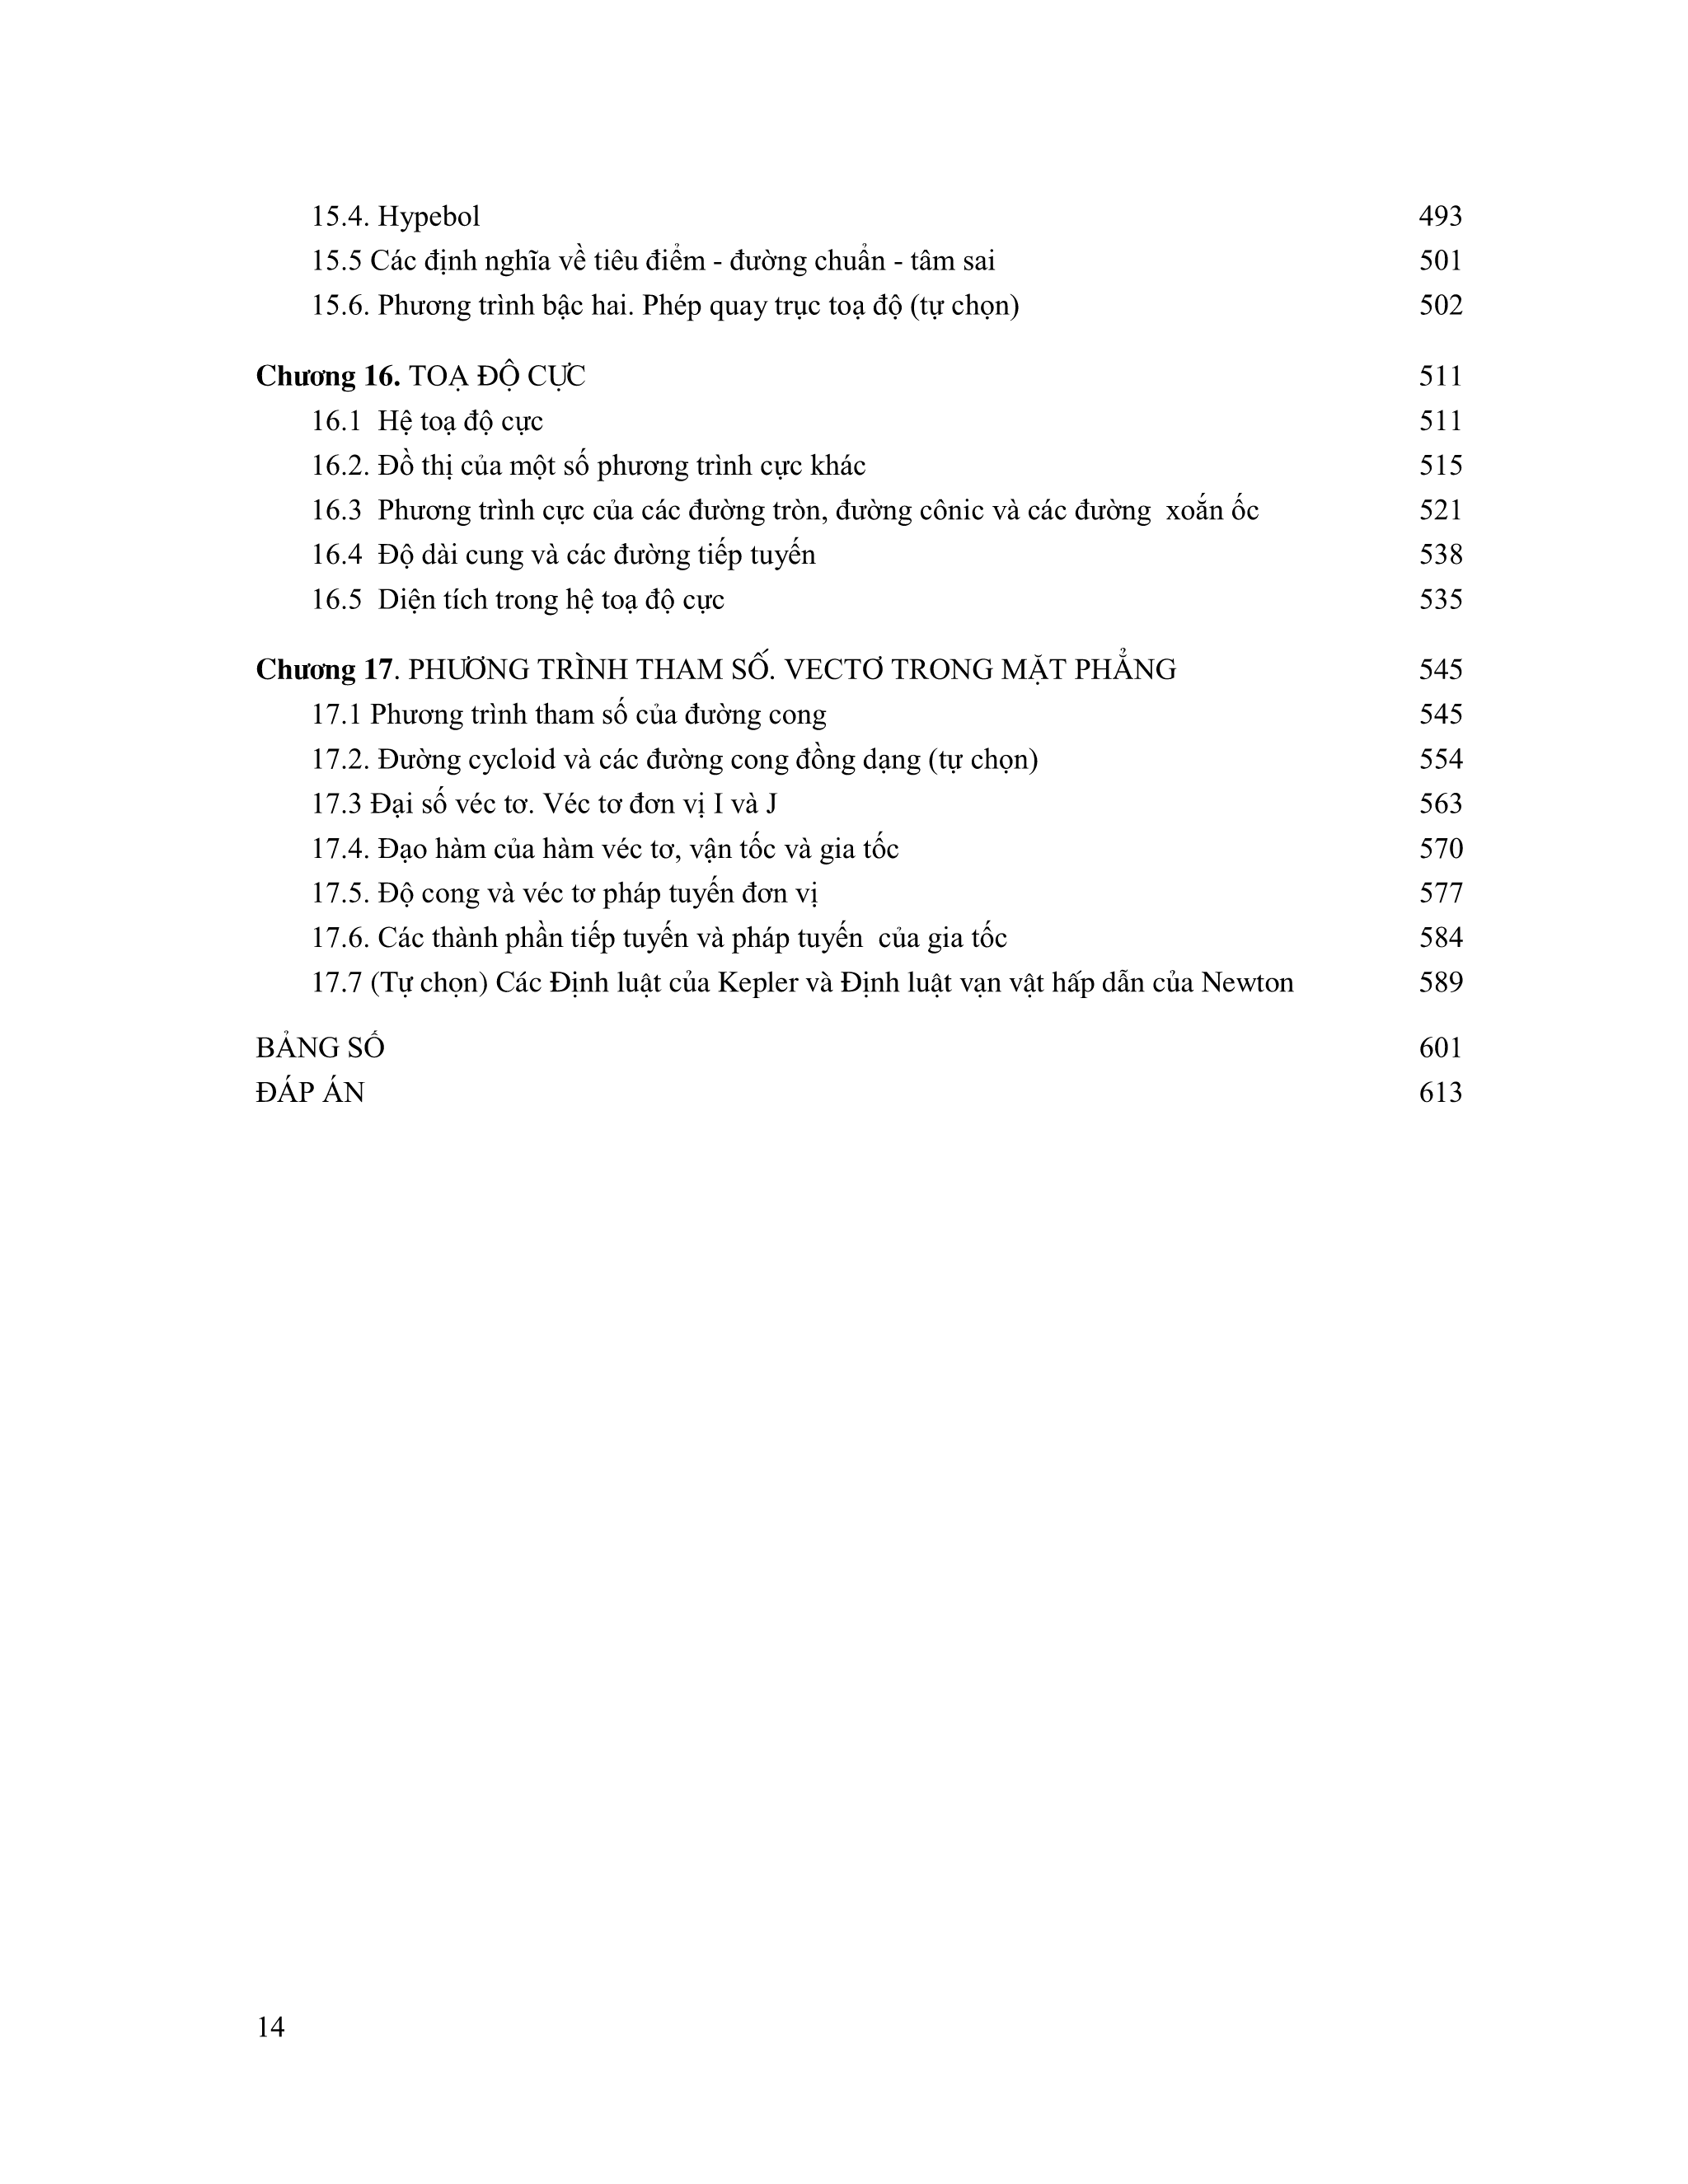 15.4. Hypebol 493
15.5 Các định nghĩa về tiêu điểm - đường chuẩn - tâm sai 501
15.6. Phương trình bậc hai. Phép quay trục toạ độ (tự chọn) 502
Chương 16. TOẠ ĐỘ CỰC 511
16.1 Hệ toạ độ cực 511
16.2. Đồ thị của một số phương trình cực khác 515
16.3 Phương trình cực của các đường tròn, đường cônic và các đường xoắn ốc 521
16.4 Độ dài cung và các đường tiếp tuyến 538
16.5 Diện tích trong hệ toạ độ cực 535
Chương 17. PHƯƠNG TRÌNH THAM SỐ. VECTƠ TRONG MẶT PHẲNG 545
17.1 Phương trình tham số của đường cong 545
17.2. Đường cycloid và các đường cong đồng dạng (tự chọn) 554
17.3 Đại số véc tơ. Véc tơ đơn vị I và J 563
17.4. Đạo hàm của hàm véc tơ, vận tốc và gia tốc 570
17.5. Độ cong và véc tơ pháp tuyến đơn vị 577
17.6. Các thành phần tiếp tuyến và pháp tuyến của gia tốc 584
17.7 (Tự chọn) Các Định luật của Kepler và Định luật vạn vật hấp dẫn của Newton 589
BẢNG SỐ 601
ĐÁP ÁN 613
14